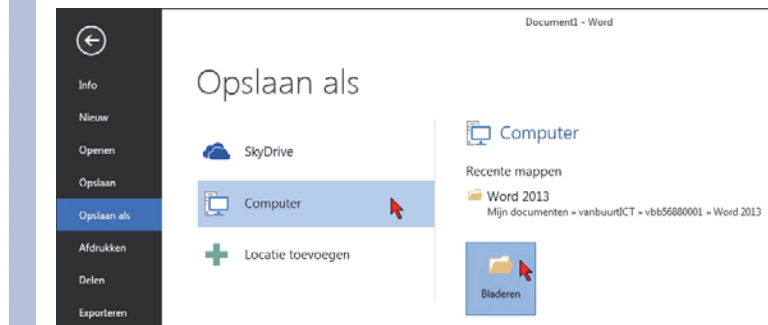 Document1 - Word
Info
Nieuw
Openen
Opslaan
Opslaan als
Afdrukken
Delen
Exporteren
Opslaan als
SkyDrive
Computer
Locatie toevoegen
Computer
Recente mappen
Word 2013
Mijn documenten » vanbuurtICT » vbb56880001 » Word 2013
Bladeren